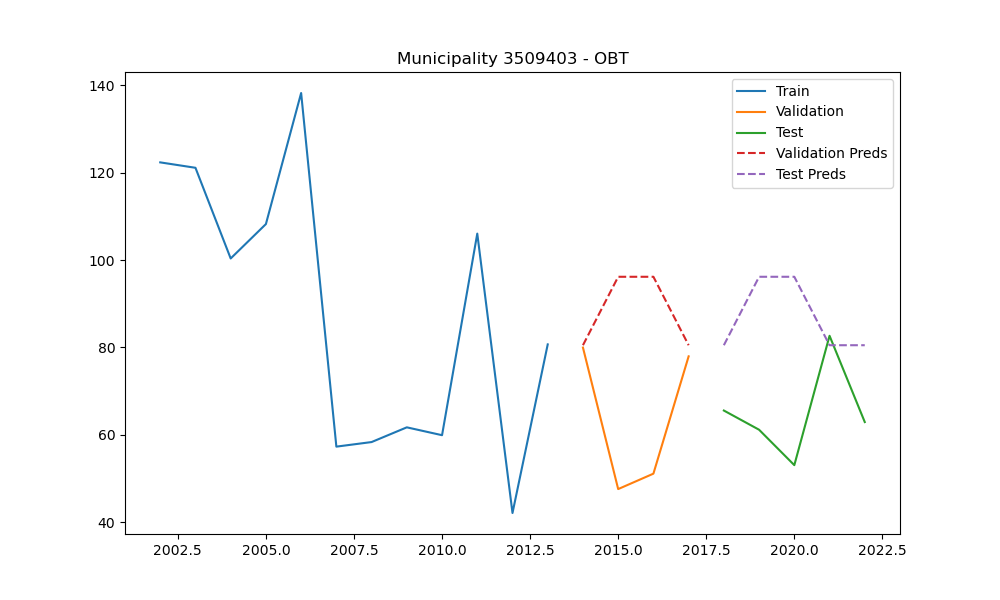 Municipality 3509403 - OBT
140
120
100
80
60
40
2002.5 2005.0 2007.5 2010.0 2012.5 2015.0 2017.5 2020.0 2022.5
Train
Validation
Test
Validation Preds
Test Preds